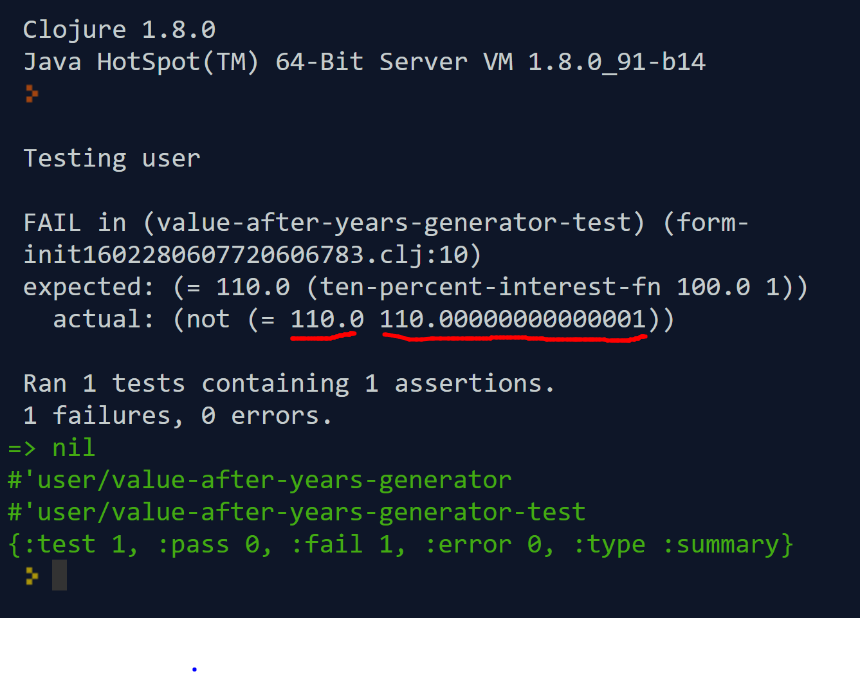 Clojure 1.8.0
Java HotSpot(TM) 64-Bit Server VM 1.8.0_91-b14
>
Testing user
FAIL in (value-after-years-generator-test) (form-
init1602280607720606783.clj:10)
expected: (= 110.0 (ten-percent-interest-fn 100.0 1))
actual: (not (= 110.0 110.00000000000001))
Ran 1 tests containing 1 assertions.
1 failures, 0 errors.
=> nil
#'user/value-after-years-generator
#'user/value-after-years-generator-test
{:test 1, :pass 0, :fail 1, :error 0, :type :summary}
>